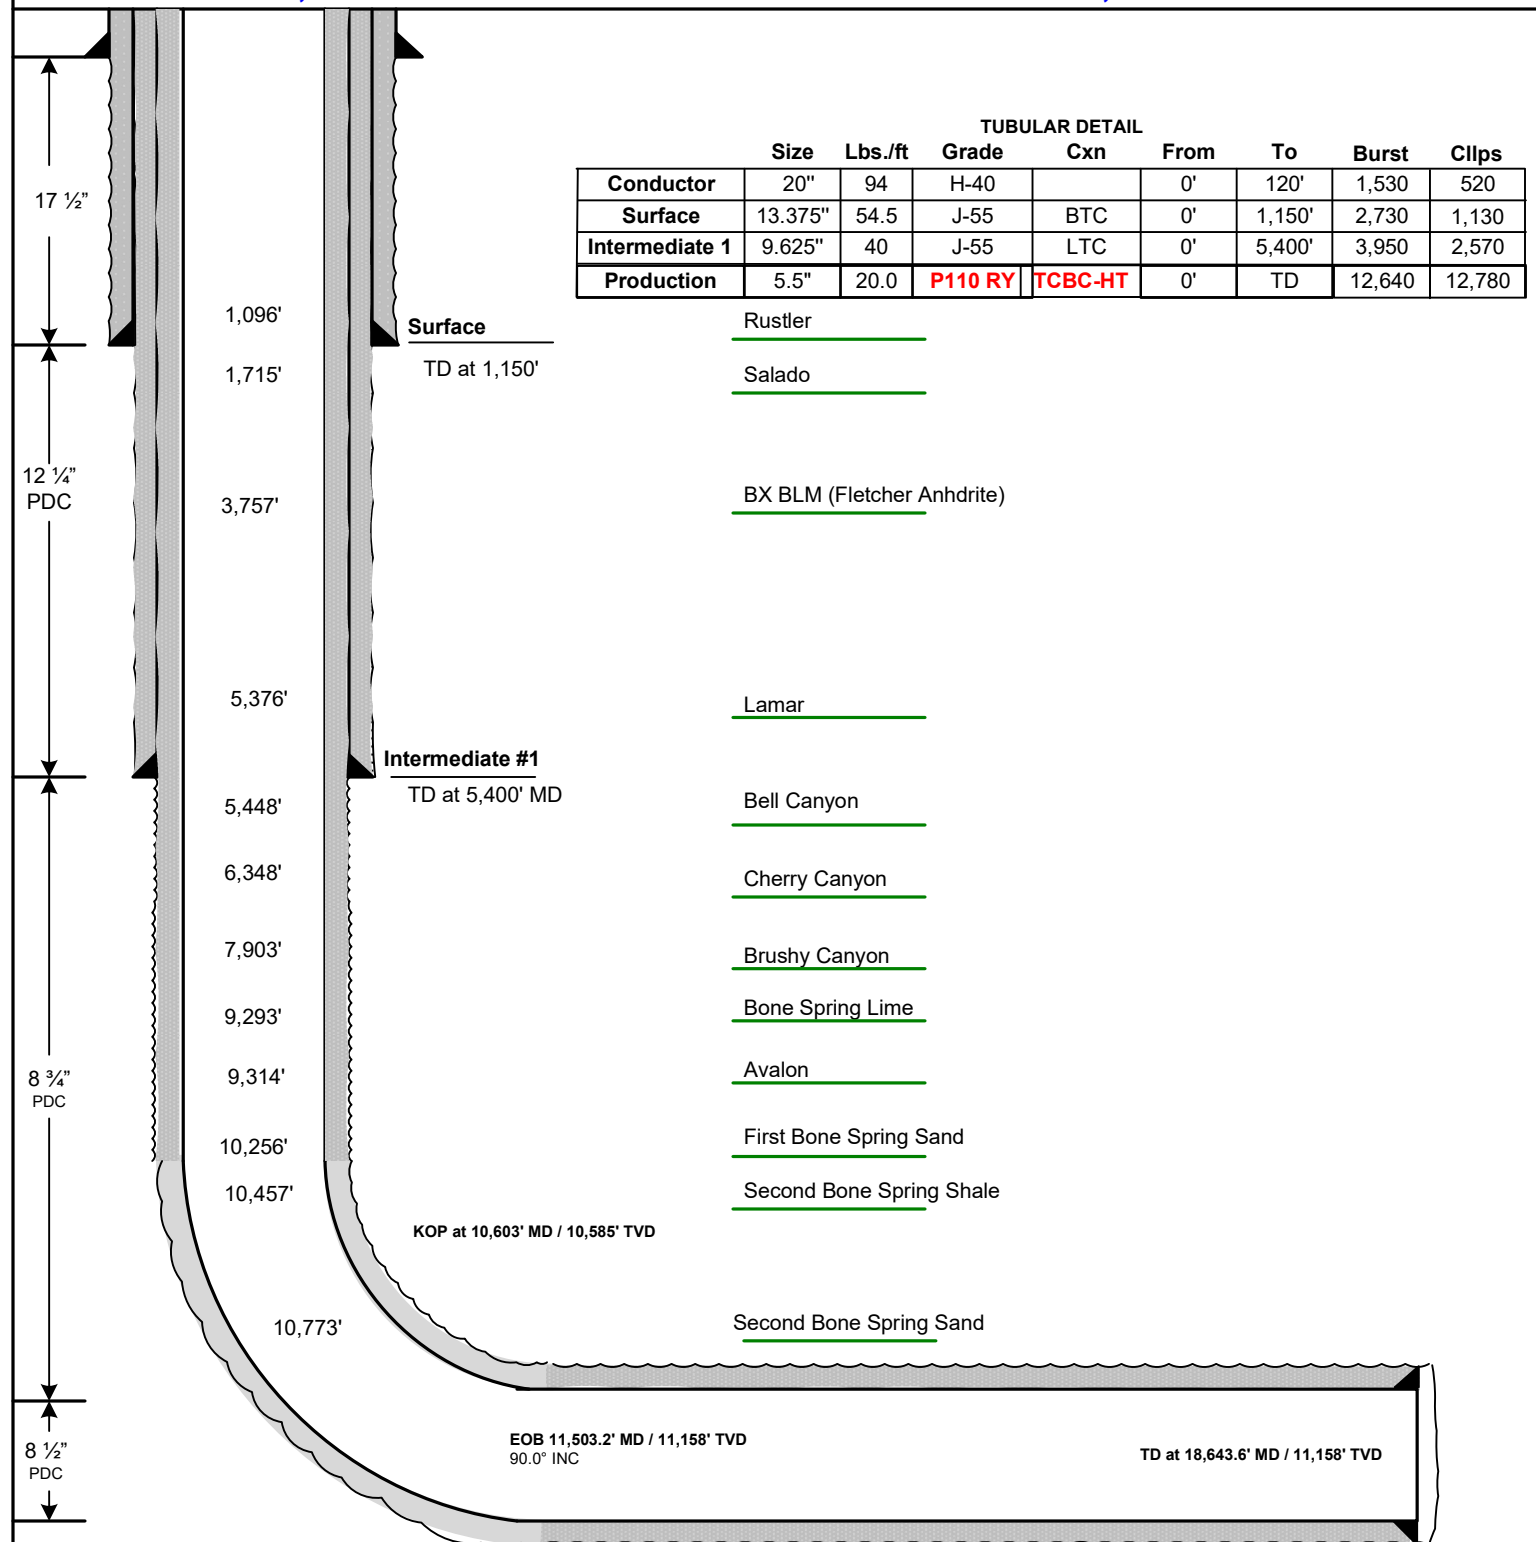 TUBULAR DETAIL
Size Lbs./ft Grade Cxn From To Burst Cllps
Conductor 20" 94 H-40 0' 120' 1,530 520
Surface 13.375" 54.5 J-55 BTC 0' 1,150' 2,730 1,130
Intermediate 1 9.625" 40 J-55 LTC 0' 5,400' 3,950 2,570
Production 5.5" 20.0 P110 RY TCBC-HT 0' TD 12,640 12,780
17 ½”
1,096'
Surface
Rustler
TD at 1,150'
1,715'
Salado
12 ¼”
PDC
3,757'
BX BLM (Fletcher Anhdrite)
5,376'
Lamar
Intermediate #1
TD at 5,400' MD
5,448'
Bell Canyon
6,348'
Cherry Canyon
7,903'
Brushy Canyon
9,293'
Bone Spring Lime
8 ¾”
PDC
9,314'
Avalon
10,256'
First Bone Spring Sand
10,457'
Second Bone Spring Shale
KOP at 10,603' MD / 10,585' TVD
10,773'
Second Bone Spring Sand
8 ½”
PDC
EOB 11,503.2' MD / 11,158' TVD
90.0° INC
TD at 18,643.6' MD / 11,158' TVD